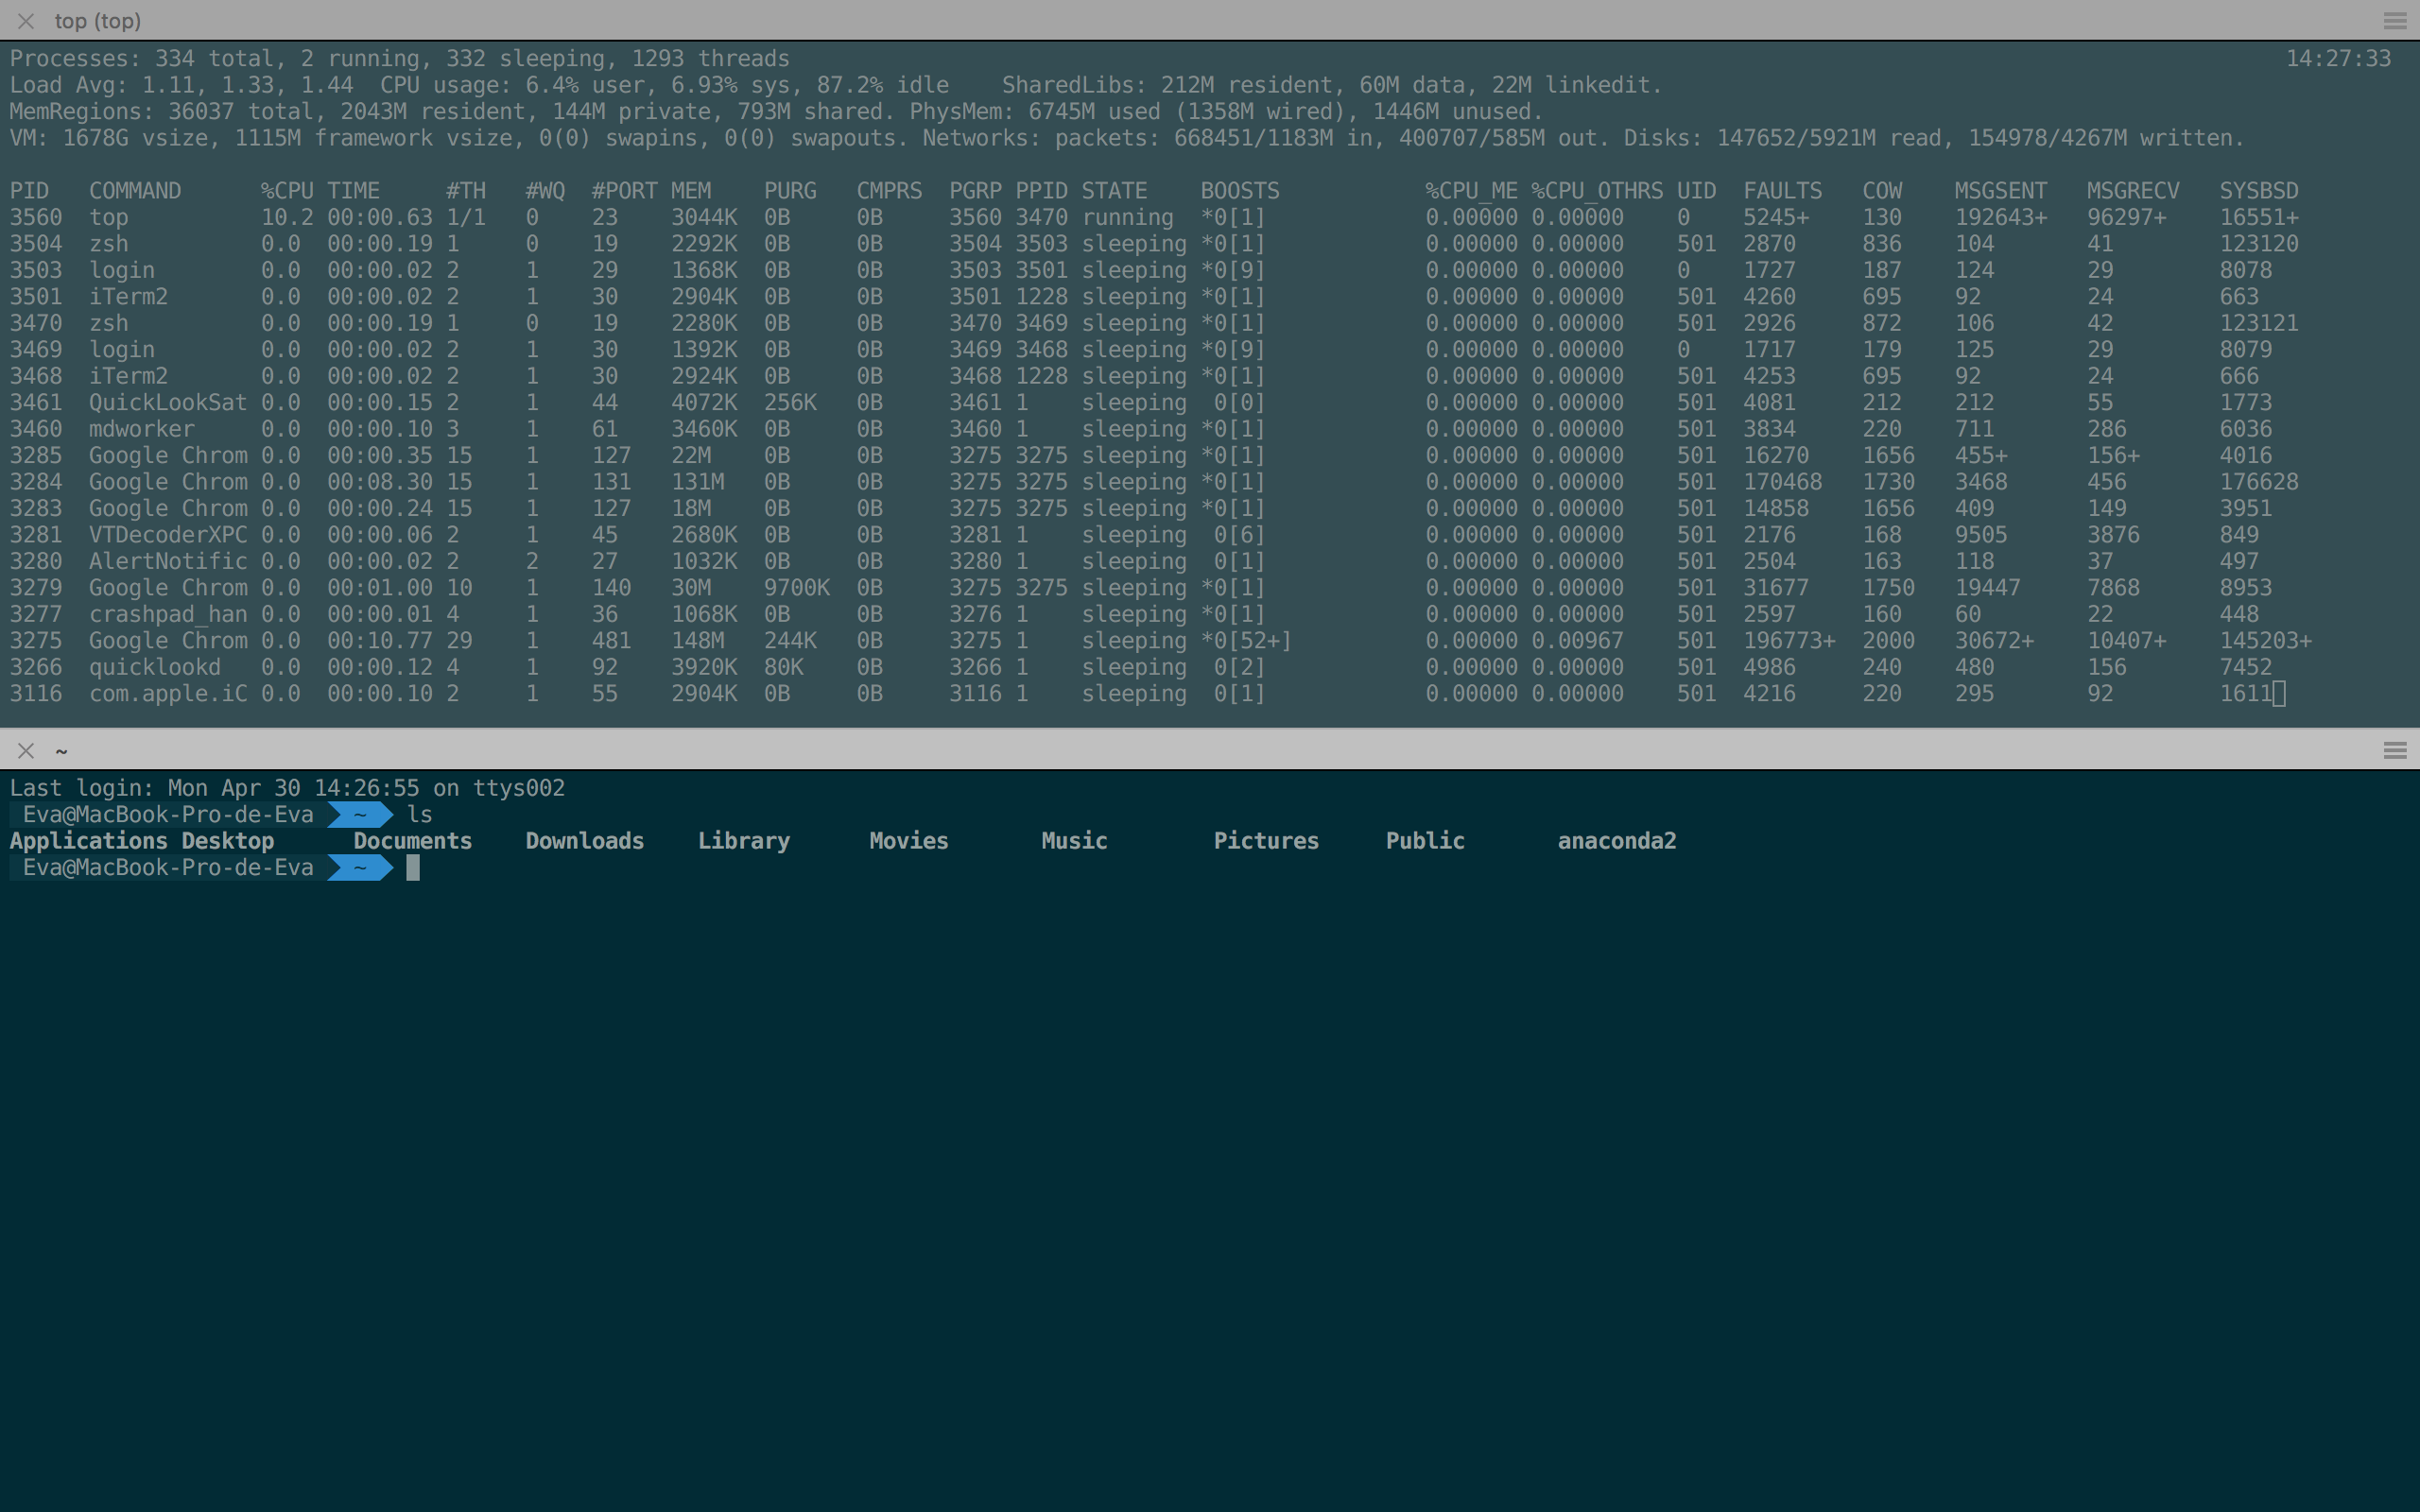 top (top)
Processes: 334 total, 2 running, 332 sleeping, 1293 threads 14:27:33
Load Avg: 1.11, 1.33, 1.44  CPU usage: 6.4% user, 6.93% sys, 87.2% idle    SharedLibs: 212M resident, 60M data, 22M linkedit.
MemRegions: 36037 total, 2043M resident, 144M private, 793M shared. PhysMem: 6745M used (1358M wired), 1446M unused.
VM: 1678G vsize, 1115M framework vsize, 0(0) swapins, 0(0) swapouts. Networks: packets: 668451/1183M in, 400707/585M out. Disks: 147652/5921M read, 154978/4267M written.
PID COMMAND %CPU TIME #TH #WQ #PORT MEM PURG CMPRS PGRP PPID STATE BOOSTS %CPU_ME %CPU_OTHRS UID FAULTS COW MSGSENT MSGRECV SYSBSD
3560 top 10.2 00:00.63 1/1 0 23 3044K 0B 0B 3560 3470 running *0[1] 0.00000 0.00000 0 5245+ 130 192643+ 96297+ 16551+
3504 zsh 0.0 00:00.19 1 0 19 2292K 0B 0B 3504 3503 sleeping *0[1] 0.00000 0.00000 501 2870 836 104 41 123120
3503 login 0.0 00:00.02 2 1 29 1368K 0B 0B 3503 3501 sleeping *0[9] 0.00000 0.00000 0 1727 187 124 29 8078
3501 iTerm2 0.0 00:00.02 2 1 30 2904K 0B 0B 3501 1228 sleeping *0[1] 0.00000 0.00000 501 4260 695 92 24 663
3470 zsh 0.0 00:00.19 1 0 19 2280K 0B 0B 3470 3469 sleeping *0[1] 0.00000 0.00000 501 2926 872 106 42 123121
3469 login 0.0 00:00.02 2 1 30 1392K 0B 0B 3469 3468 sleeping *0[9] 0.00000 0.00000 0 1717 179 125 29 8079
3468 iTerm2 0.0 00:00.02 2 1 30 2924K 0B 0B 3468 1228 sleeping *0[1] 0.00000 0.00000 501 4253 695 92 24 666
3461 QuickLookSat 0.0 00:00.15 2 1 44 4072K 256K 0B 3461 1 sleeping 0[0] 0.00000 0.00000 501 4081 212 212 55 1773
3460 mdworker 0.0 00:00.10 3 1 61 3460K 0B 0B 3460 1 sleeping *0[1] 0.00000 0.00000 501 3834 220 711 286 6036
3285 Google Chrom 0.0 00:00.35 15 1 127 22M 0B 0B 3275 3275 sleeping *0[1] 0.00000 0.00000 501 16270 1656 455+ 156+ 4016
3284 Google Chrom 0.0 00:08.30 15 1 131 131M 0B 0B 3275 3275 sleeping *0[1] 0.00000 0.00000 501 170468 1730 3468 456 176628
3283 Google Chrom 0.0 00:00.24 15 1 127 18M 0B 0B 3275 3275 sleeping *0[1] 0.00000 0.00000 501 14858 1656 409 149 3951
3281 VTDecoderXPC 0.0 00:00.06 2 1 45 2680K 0B 0B 3281 1 sleeping 0[6] 0.00000 0.00000 501 2176 168 9505 3876 849
3280 AlertNotific 0.0 00:00.02 2 2 27 1032K 0B 0B 3280 1 sleeping 0[1] 0.00000 0.00000 501 2504 163 118 37 497
3279 Google Chrom 0.0 00:01.00 10 1 140 30M 9700K 0B 3275 3275 sleeping *0[1] 0.00000 0.00000 501 31677 1750 19447 7868 8953
3277 crashpad_han 0.0 00:00.01 4 1 36 1068K 0B 0B 3276 1 sleeping *0[1] 0.00000 0.00000 501 2597 160 60 22 448
3275 Google Chrom 0.0 00:10.77 29 1 481 148M 244K 0B 3275 1 sleeping *0[52+] 0.00000 0.00967 501 196773+ 2000 30672+ 10407+ 145203+
3266 quicklookd 0.0 00:00.12 4 1 92 3920K 80K 0B 3266 1 sleeping 0[2] 0.00000 0.00000 501 4986 240 480 156 7452
3116 com.apple.iC 0.0 00:00.10 2 1 55 2904K 0B 0B 3116 1 sleeping 0[1] 0.00000 0.00000 501 4216 220 295 92 1611
~
Last login: Mon Apr 30 14:26:55 on ttys002
Eva@MacBook-Pro-de-Eva ~ ls
Applications Desktop Documents Downloads Library Movies Music Pictures Public anaconda2
Eva@MacBook-Pro-de-Eva ~